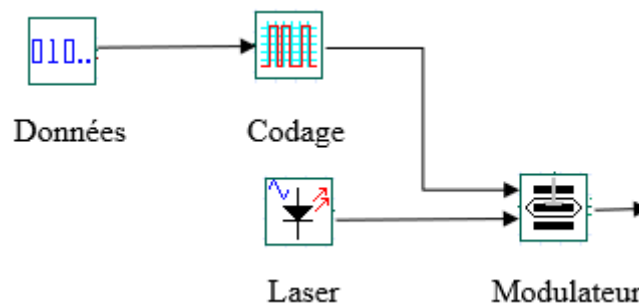 010..
Données
Codage
Laser
Modulateur